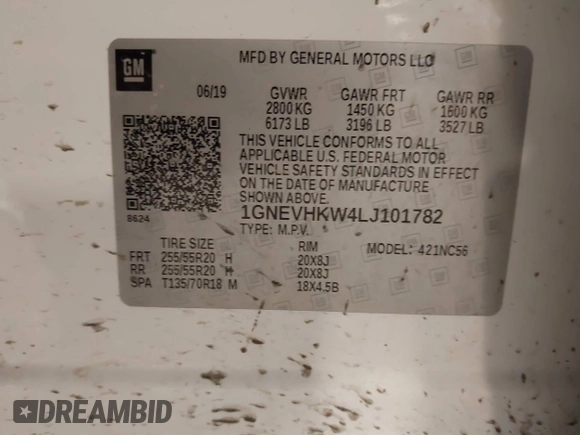 GM
MFD BY GENERAL MOTORS LLC
06/19 GVWR GAWR FRT GAWR RR
2800 KG 1450 KG 1600 KG
6173 LB 3196 LB 3527 LB
THIS VEHICLE CONFORMS TO ALL
APPLICABLE U.S. FEDERAL MOTOR
VEHICLE SAFETY STANDARDS IN EFFECT
ON THE DATE OF MANUFACTURE
SHOWN ABOVE.
8624
1GNEVHKW4LJ101782
TYPE: M.P.V.
TIRE SIZE RIM MODEL: 421NC56
FRT 255/55R20 H 20X8J
RR 255/55R20 H 20X8J
SPA T135/70R18 M 18X4.5B
DREAMBID